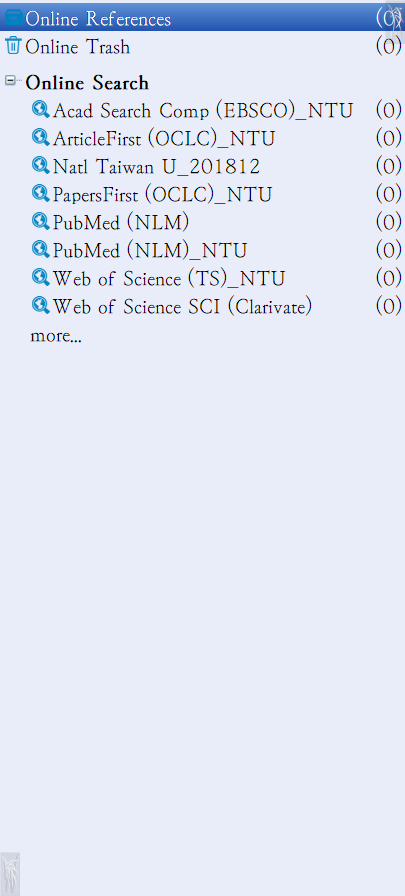 Online References (0)
Online Trash (0)
Online Search
Acad Search Comp (EBSCO)_NTU (0)
ArticleFirst (OCLC)_NTU (0)
Natl Taiwan U_201812 (0)
PapersFirst (OCLC)_NTU (0)
PubMed (NLM) (0)
PubMed (NLM)_NTU (0)
Web of Science (TS)_NTU (0)
Web of Science SCI (Clarivate) (0)
more...